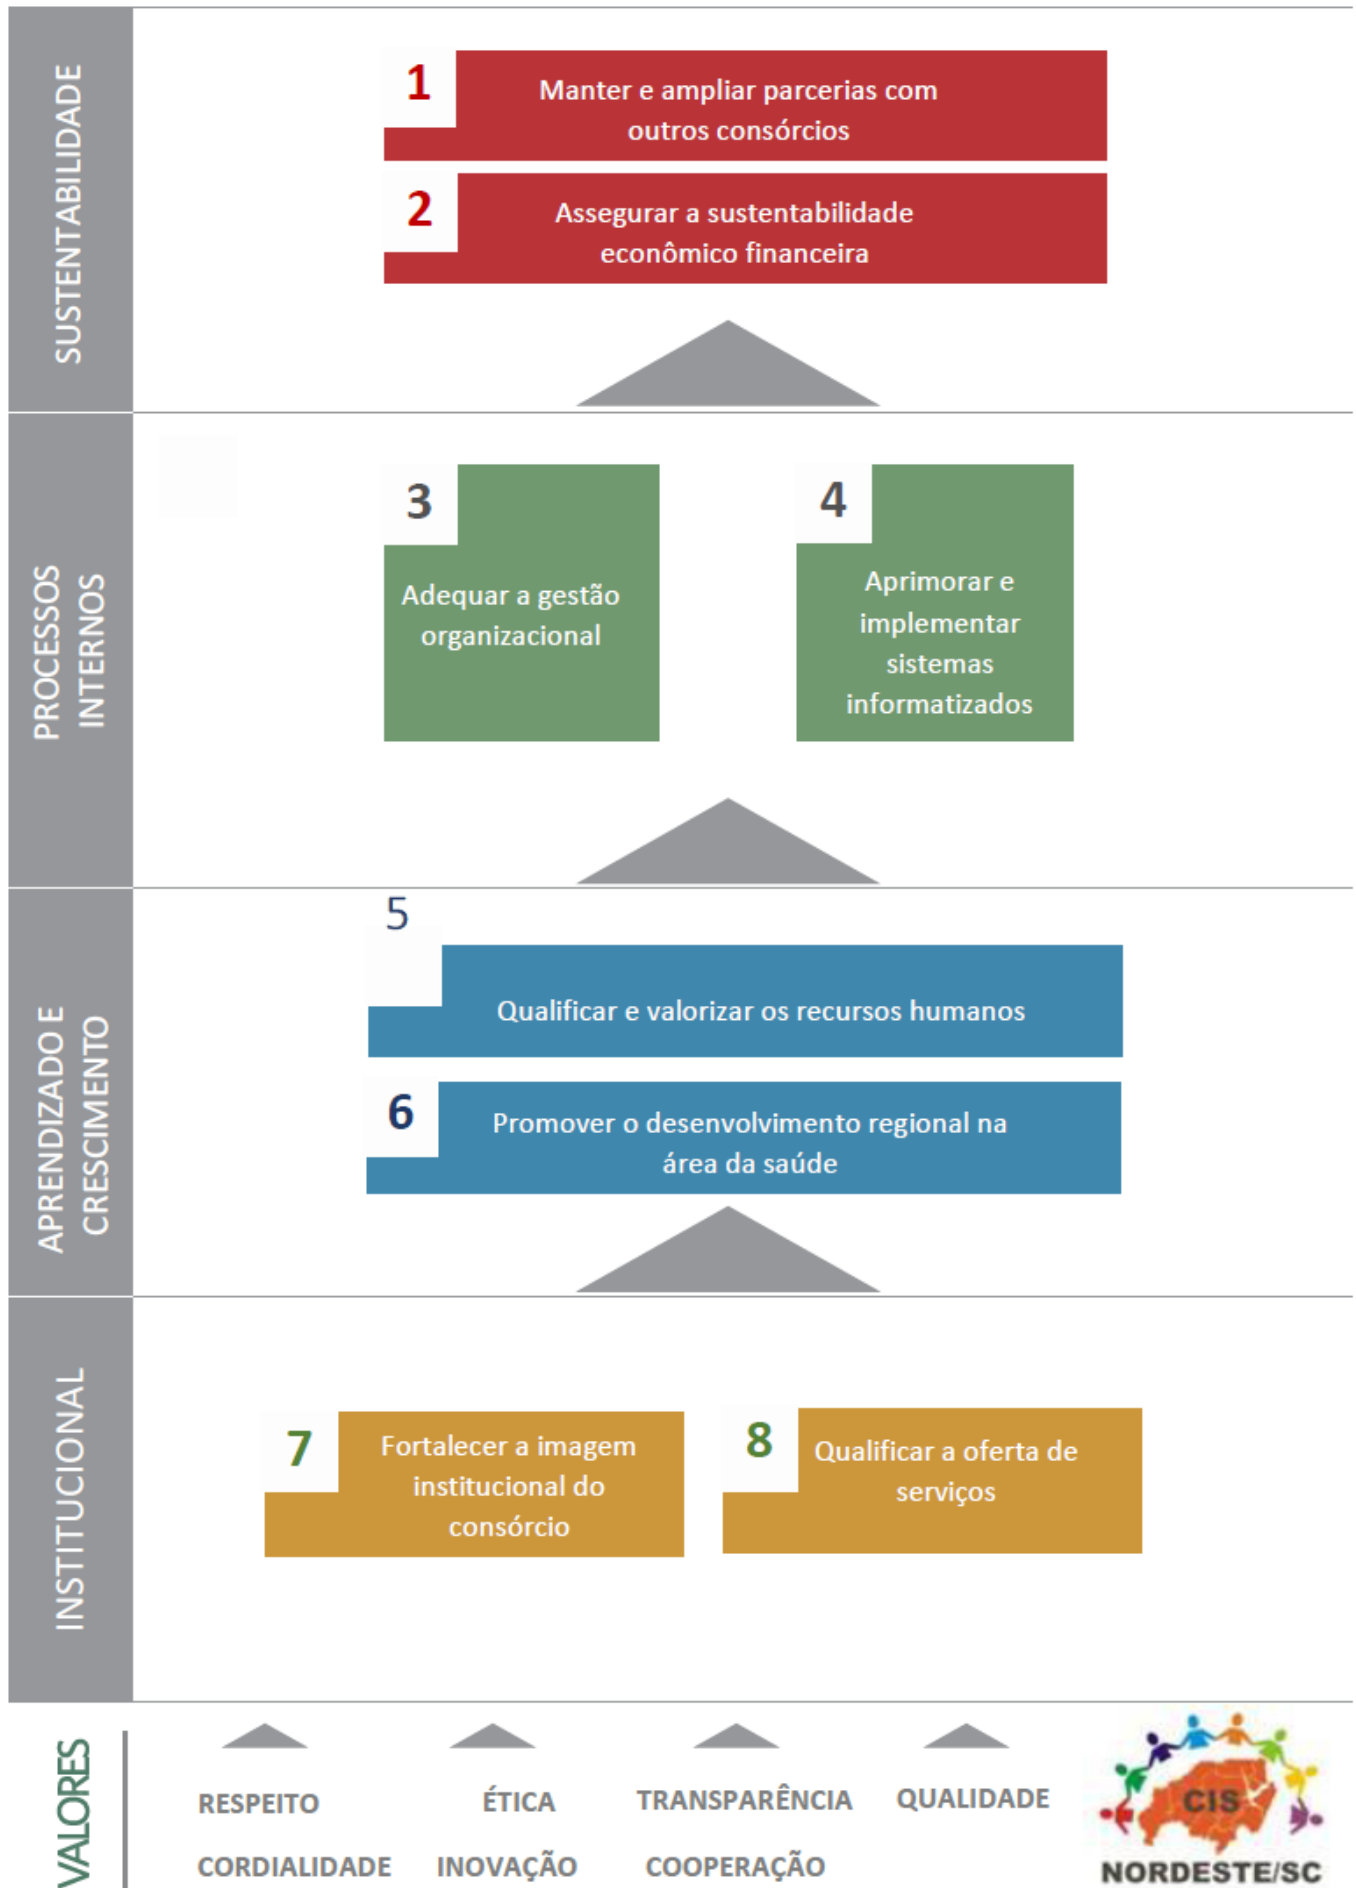 SUSTENTABILIDADE
1
Manter e ampliar parcerias com
outros consórcios
2
Assegurar a sustentabilidade
econômico financeira
PROCESSOS
INTERNOS
3
Adequar a gestão
organizacional
4
Aprimorar e
implementar
sistemas
informatizados
APRENDIZADO E
CRESCIMENTO
5
Qualificar e valorizar os recursos humanos
6
Promover o desenvolvimento regional na
área da saúde
INSTITUCIONAL
7
Fortalecer a imagem
institucional do
consórcio
8
Qualificar a oferta de
serviços
VALORES
RESPEITO ÉTICA TRANSPARÊNCIA QUALIDADE
CORDIALIDADE INOVAÇÃO COOPERAÇÃO
CIS
NORDESTE/SC